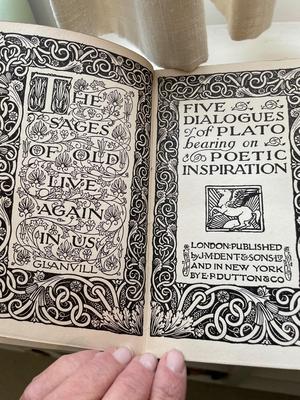 THE
SAGES
OF OLD
LIVE
AGAIN
IN US
GLANVILL
FIVE
DIALOGUES
of PLATO
bearing on
POETIC
INSPIRATION
LONDON: PUBLISHED
by J.M. DENT & SONS LTD
AND IN NEW YORK
BY E. P. DUTTON & CO